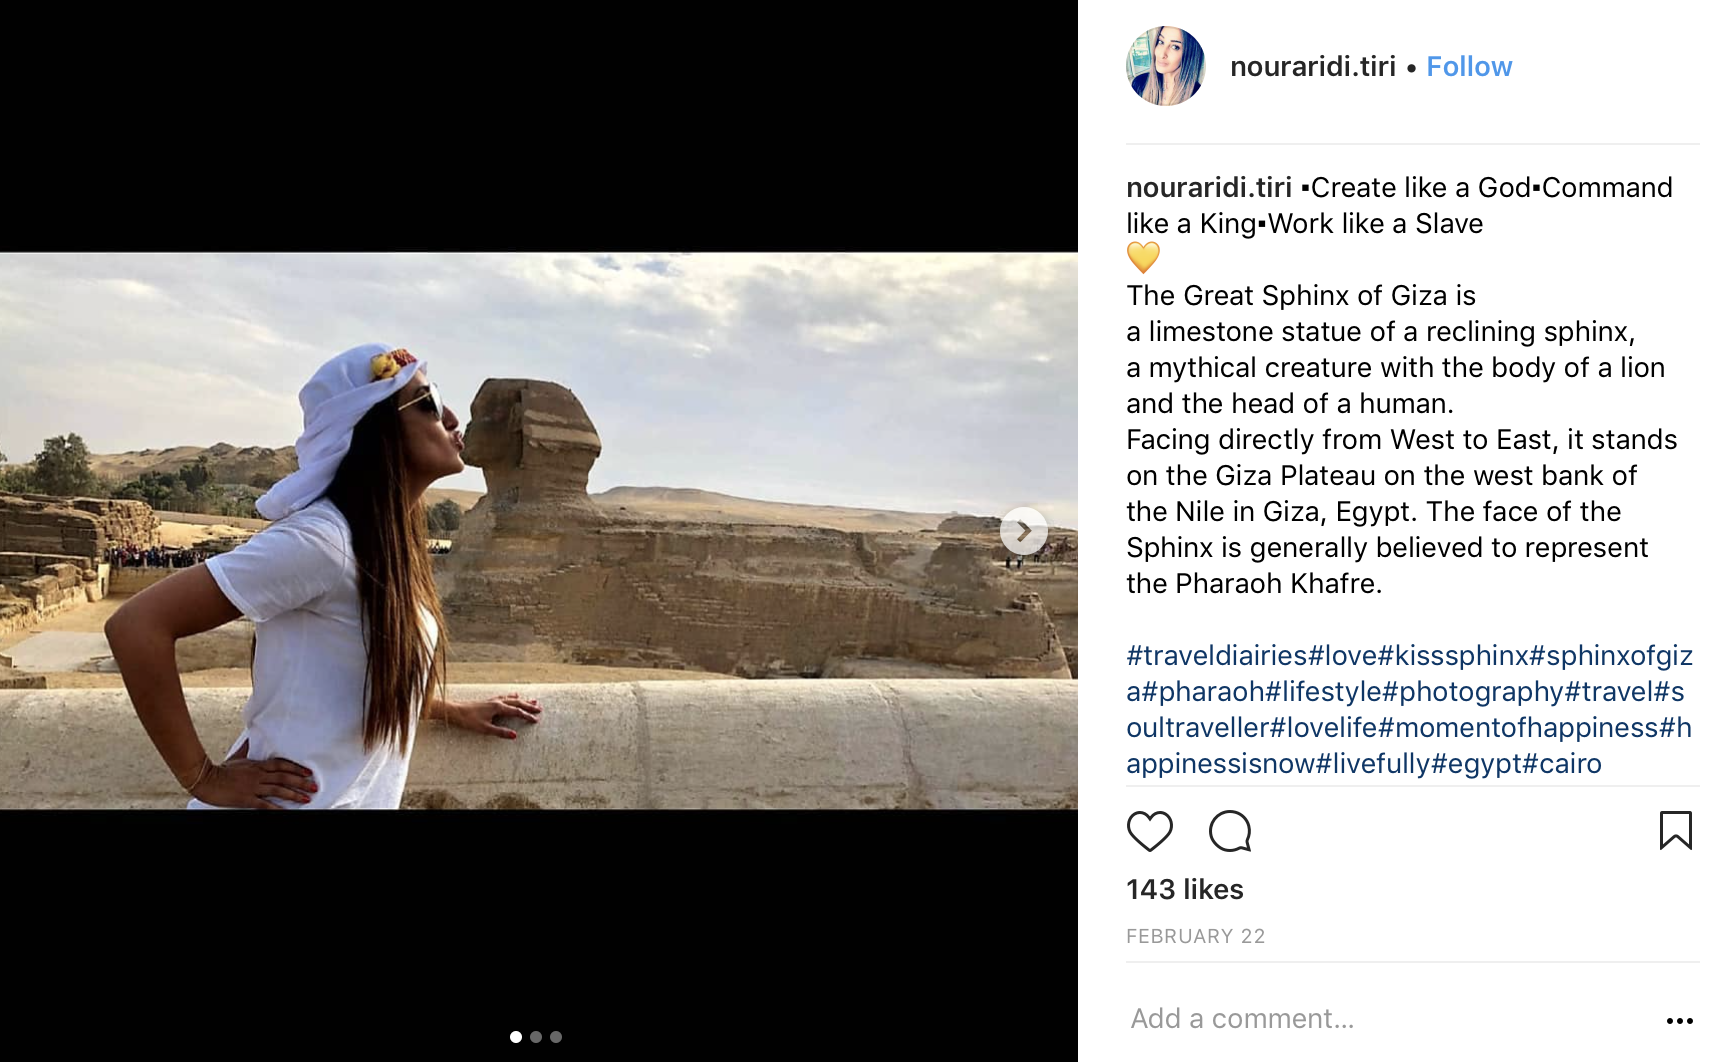 nouraridi.tiri • Follow
nouraridi.tiri ▪Create like a God▪Command
like a King▪Work like a Slave
💛
The Great Sphinx of Giza is
a limestone statue of a reclining sphinx,
a mythical creature with the body of a lion
and the head of a human.
Facing directly from West to East, it stands
on the Giza Plateau on the west bank of
the Nile in Giza, Egypt. The face of the
Sphinx is generally believed to represent
the Pharaoh Khafre.
#traveldiairies#love#kisssphinx#sphinxofgiz
a#pharaoh#lifestyle#photography#travel#s
oultraveller#lovelife#momentofhappiness#h
appinessisnow#livefully#egypt#cairo
143 likes
FEBRUARY 22
Add a comment...